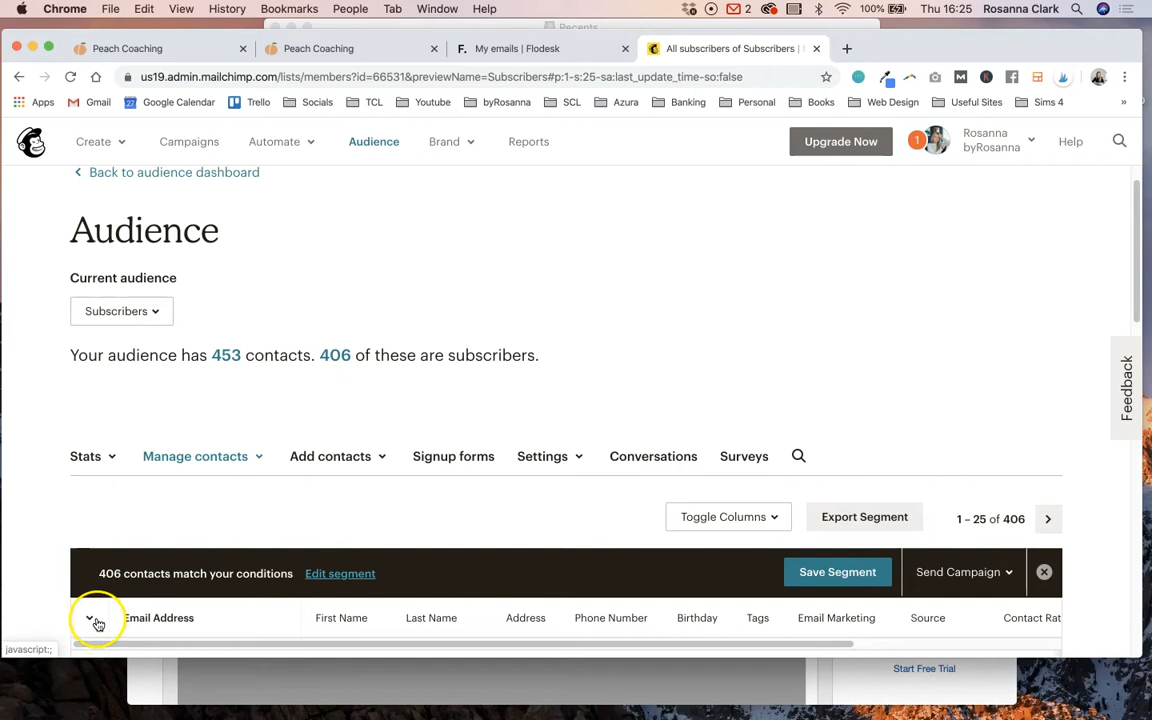 Chrome File Edit View History Bookmarks People Tab Window Help 2 100% Thu 16:25 Rosanna Clark
Recents
Peach Coaching Peach Coaching F. My emails | Flodesk All subscribers of Subscribers |
us19.admin.mailchimp.com/lists/members?id=66531&previewName=Subscribers#p:1-s:25-sa:last_update_time-so:false
Apps Gmail 27 Google Calendar Trello Socials TCL Youtube byRosanna SCL Azura Banking Personal Books Web Design Useful Sites Sims 4 »
Create Campaigns Automate Audience Brand Reports Upgrade Now 1 Rosanna byRosanna Help
Back to audience dashboard
Audience
Current audience
Subscribers
Your audience has 453 contacts. 406 of these are subscribers.
Feedback
Stats Manage contacts Add contacts Signup forms Settings Conversations Surveys
Toggle Columns Export Segment 1 – 25 of 406
406 contacts match your conditions Edit segment Save Segment Send Campaign
Email Address First Name Last Name Address Phone Number Birthday Tags Email Marketing Source Contact Rat
javascript:;
Start Free Trial